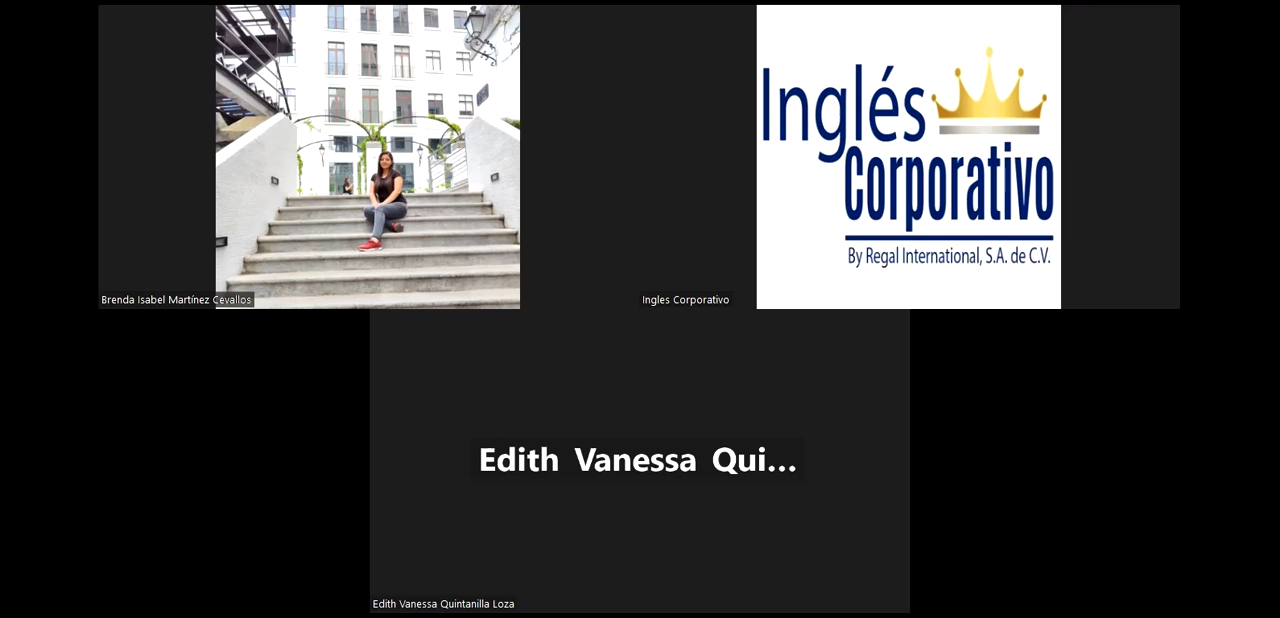 Inglés
Corporativo
By Regal International, S.A. de C.V.
Brenda Isabel Martínez Cevallos
Ingles Corporativo
Edith Vanessa Qui...
Edith Vanessa Quintanilla Loza